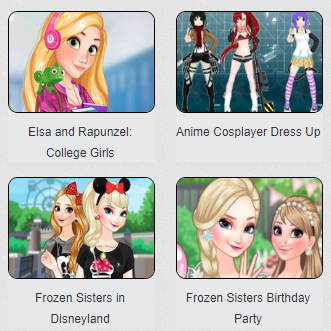 Elsa and Rapunzel:
College Girls
Anime Cosplayer Dress Up
Frozen Sisters in
Disneyland
Frozen Sisters Birthday
Party